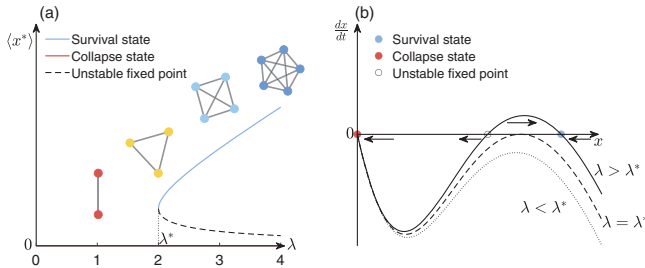 (a)
⟨x*⟩
Survival state
Collapse state
Unstable fixed point
λ*
0
λ
0 1 2 3 4
(b)
dx/dt
Survival state
Collapse state
Unstable fixed point
0
x
λ > λ*
λ < λ*
λ = λ*